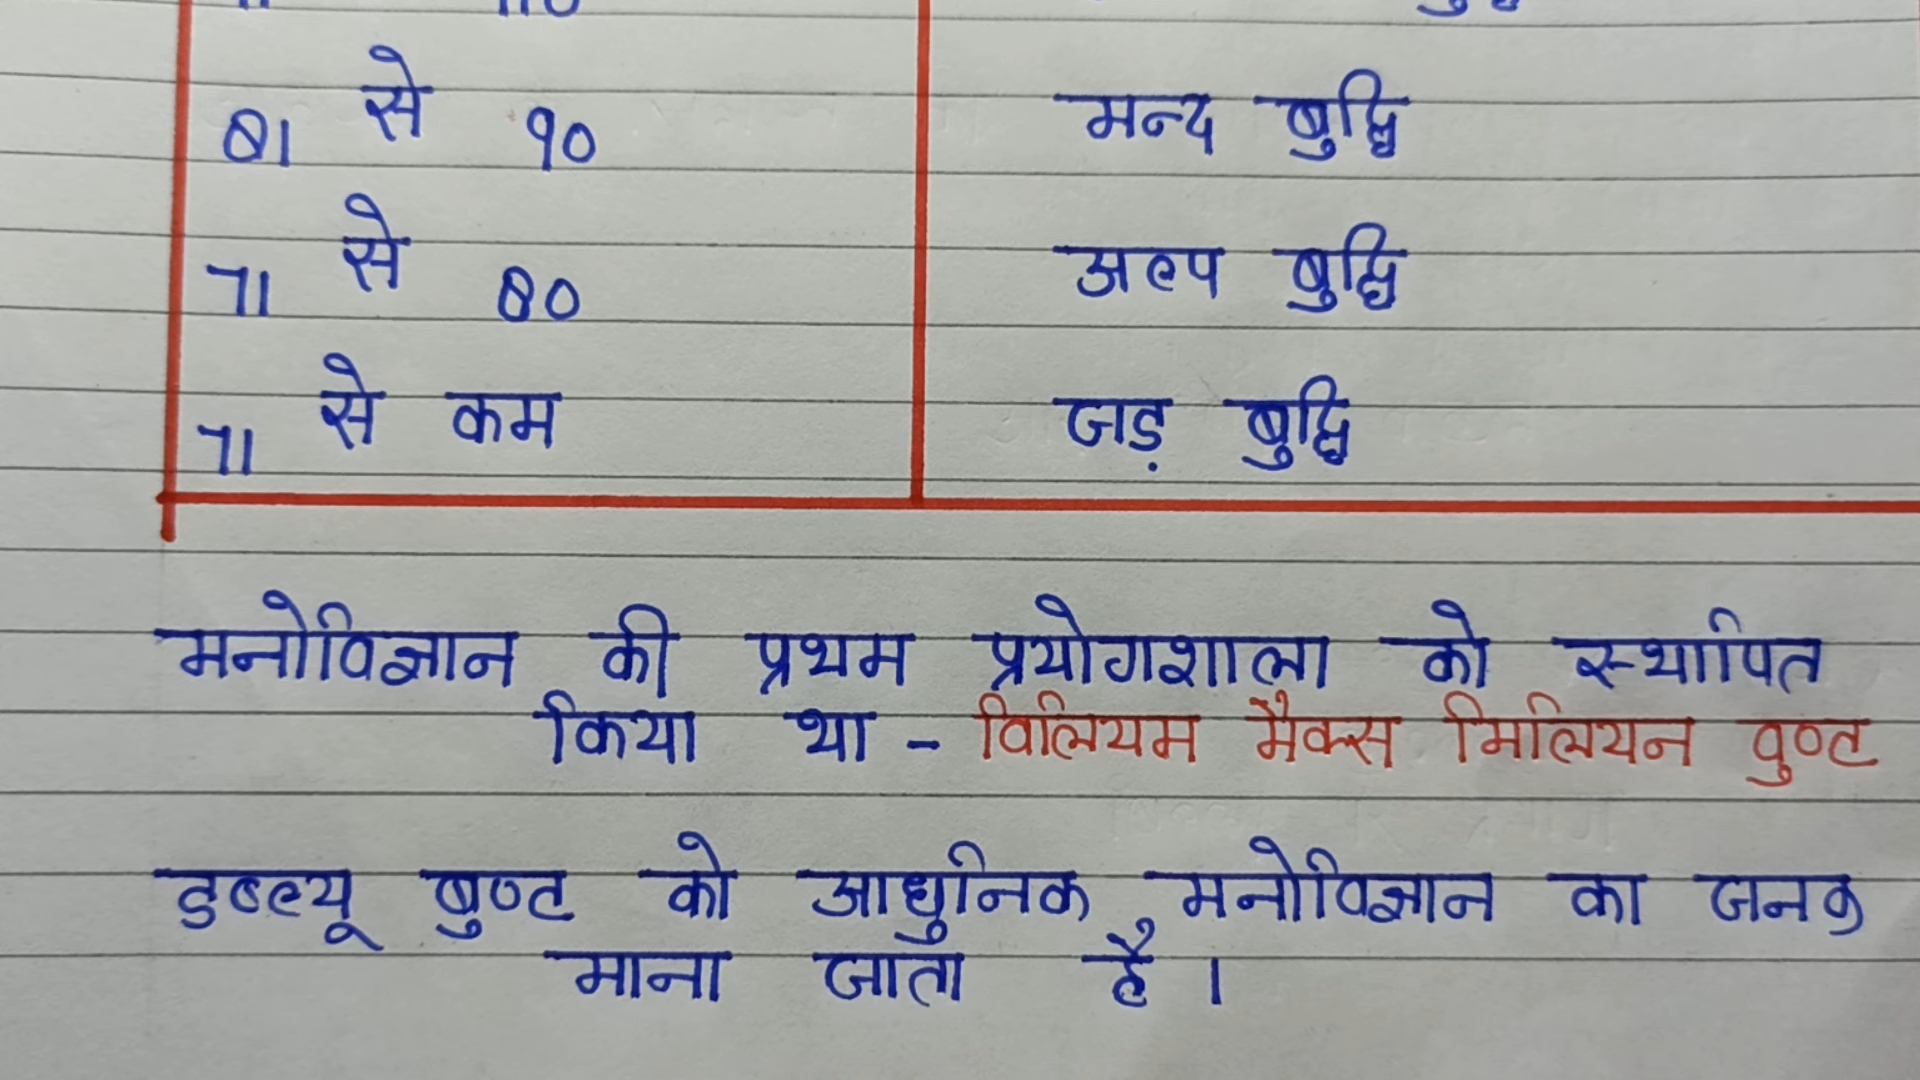 81 से 90 मन्द बुद्धि
71 से 80 अल्प बुद्धि
71 से कम जड़ बुद्धि
मनोविज्ञान की प्रथम प्रयोगशाला को स्थापित
किया था - विलियम मैक्स मिलियन वुण्ट
डब्ल्यू वुण्ट को आधुनिक मनोविज्ञान का जनक
माना जाता है ।